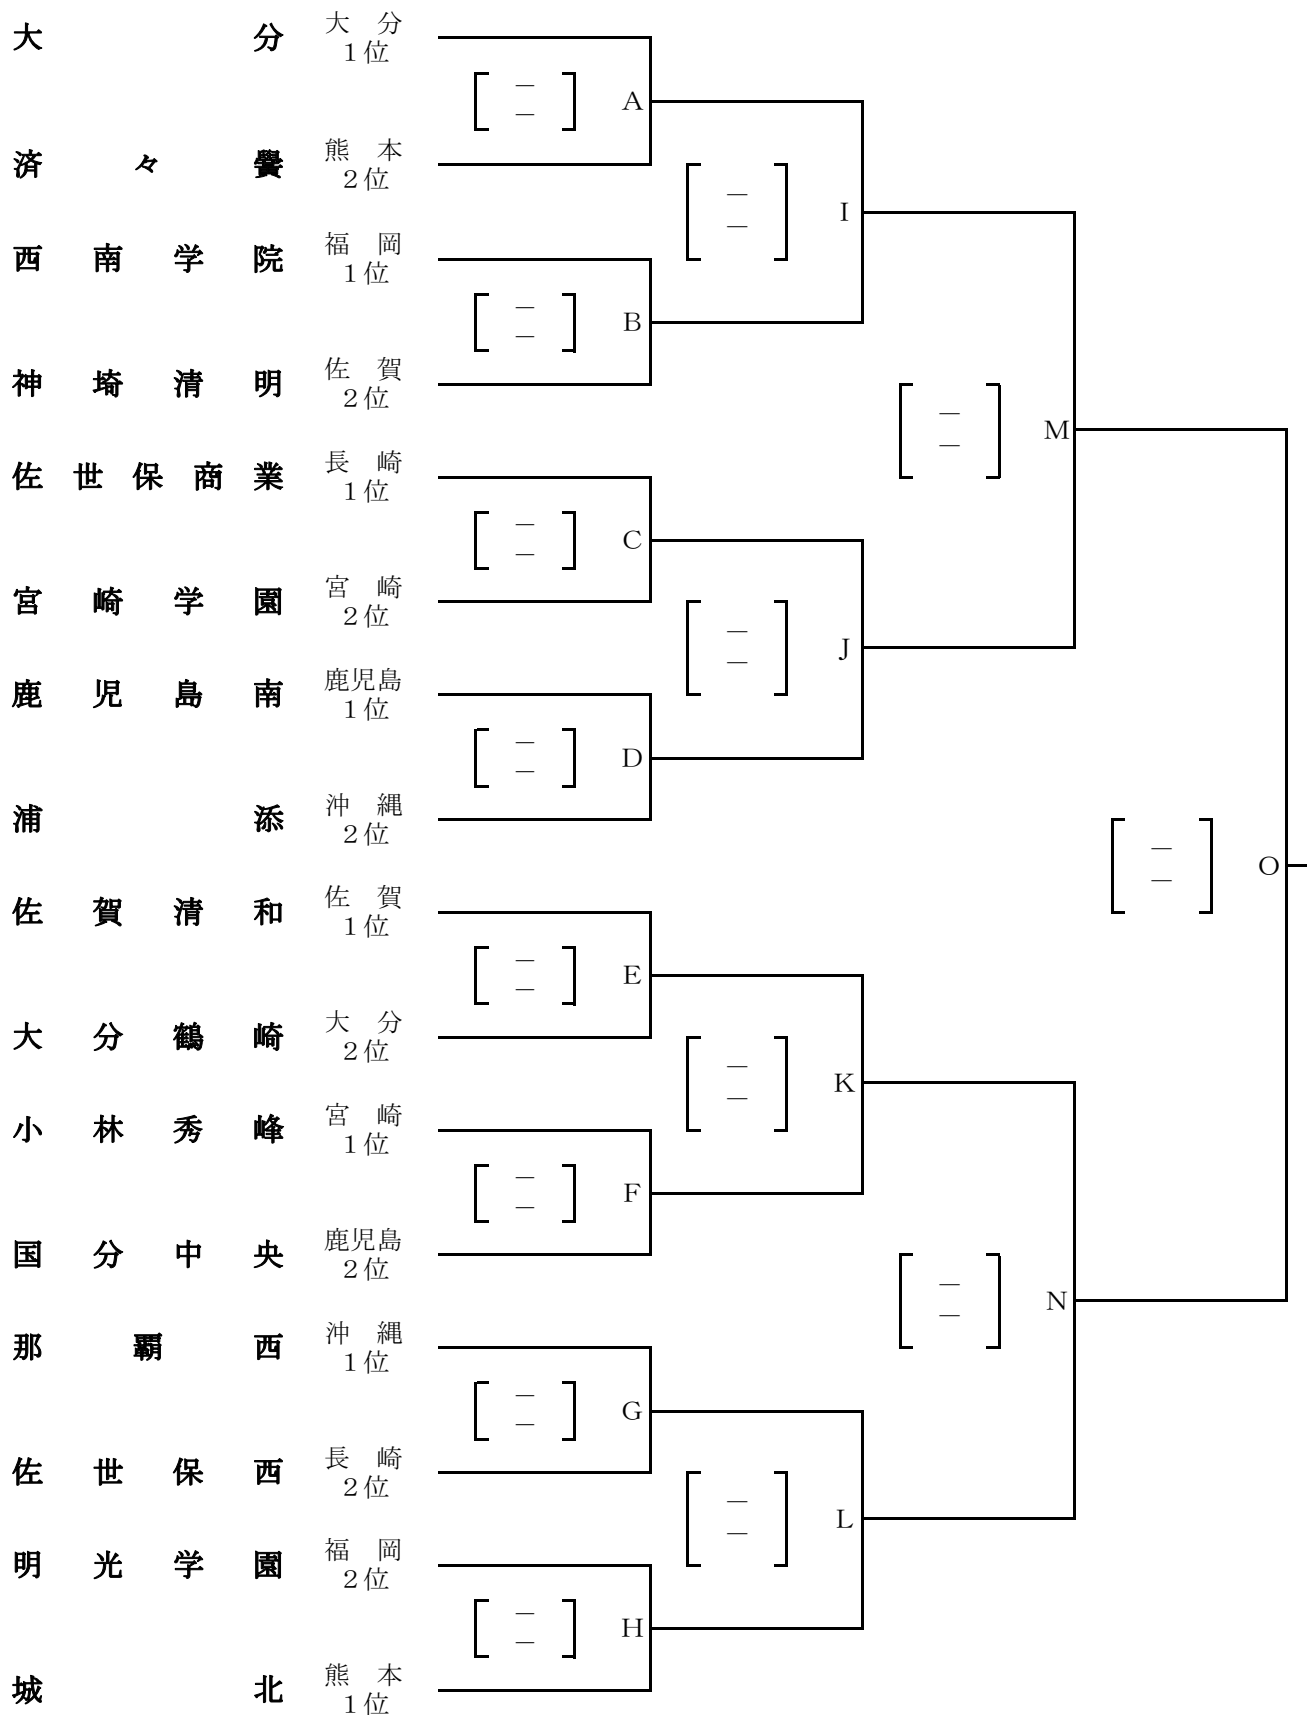 大分 大分
１位
[ － － ] A
済々黌 熊本
２位
[ － － ] I
西南学院 福岡
１位
[ － － ] B
神埼清明 佐賀
２位
[ － － ] M
佐世保商業 長崎
１位
[ － － ] C
宮崎学園 宮崎
２位
[ － － ] J
鹿児島南 鹿児島
１位
[ － － ] D
浦添 沖縄
２位
[ － － ] O
佐賀清和 佐賀
１位
[ － － ] E
大分鶴崎 大分
２位
[ － － ] K
小林秀峰 宮崎
１位
[ － － ] F
国分中央 鹿児島
２位
[ － － ] N
那覇西 沖縄
１位
[ － － ] G
佐世保西 長崎
２位
[ － － ] L
明光学園 福岡
２位
[ － － ] H
城北 熊本
１位